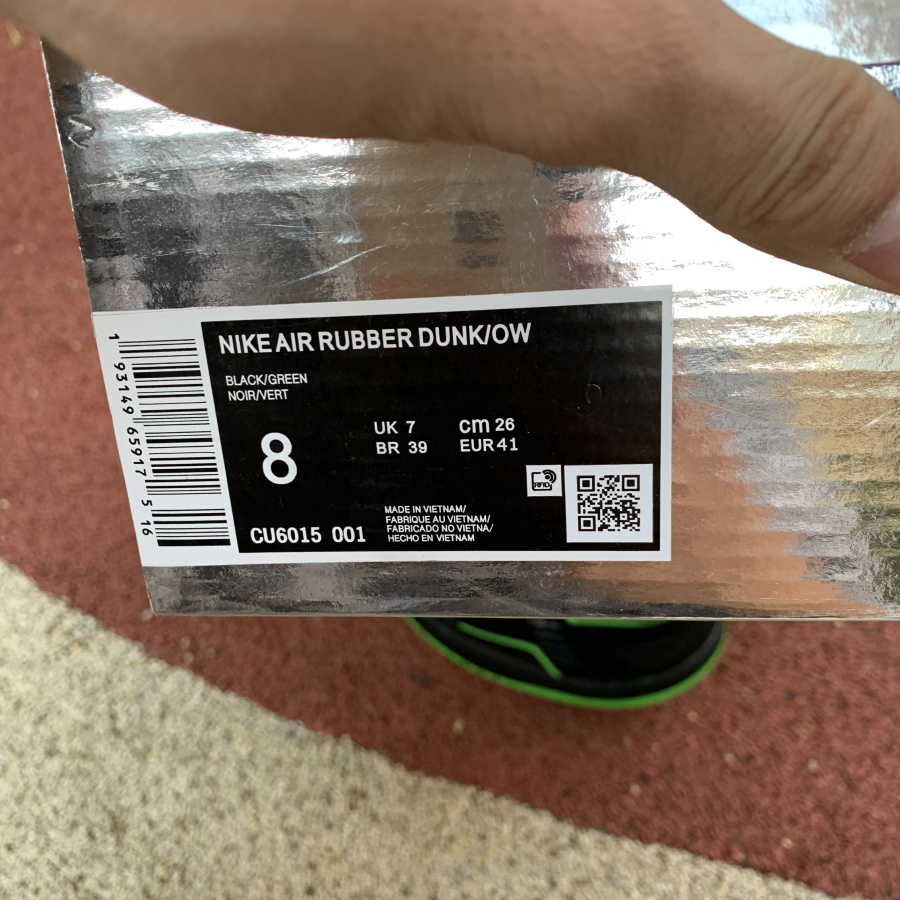 NIKE AIR RUBBER DUNK/OW
BLACK/GREEN
NOIR/VERT
8
UK 7
cm 26
BR 39
EUR 41
RFID
CU6015 001
MADE IN VIETNAM/
FABRIQUE AU VIETNAM/
FABRICADO NO VIETNA/
HECHO EN VIETNAM
1 93149 65917 5 16